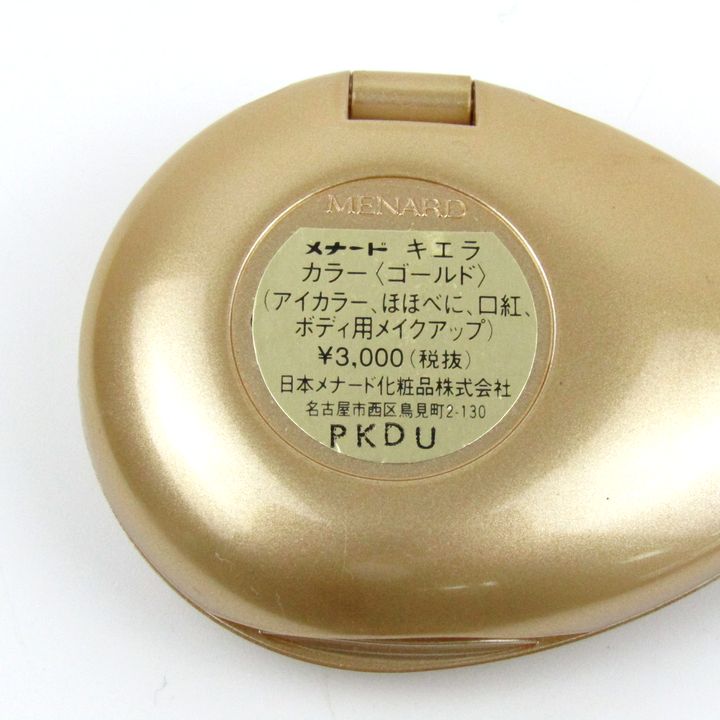 MENARD
メナード キエラ
カラー〈ゴールド〉
(アイカラー、ほほべに、口紅、
ボディ用メイクアップ)
¥3,000(税抜)
日本メナード化粧品株式会社
名古屋市西区鳥見町2-130
PKDU